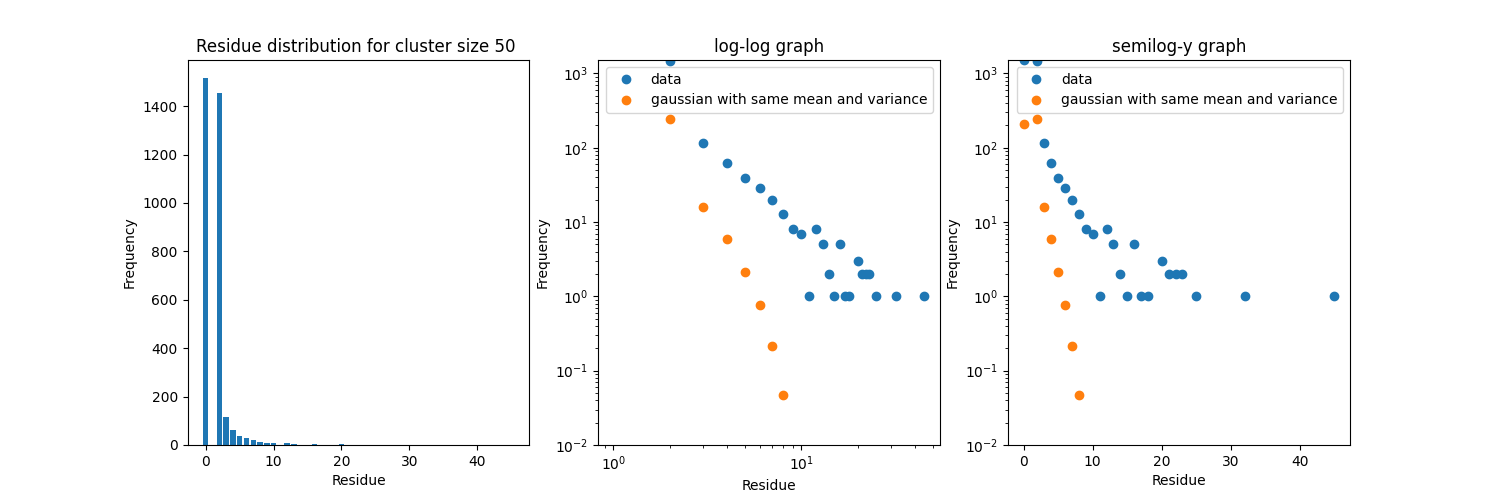 Residue distribution for cluster size 50
Frequency
1400
1200
1000
800
600
400
200
0
0 10 20 30 40
Residue
log-log graph
data
gaussian with same mean and variance
Frequency
10³
10²
10¹
10⁰
10⁻¹
10⁻²
10⁰ 10¹
Residue
semilog-y graph
data
gaussian with same mean and variance
Frequency
10³
10²
10¹
10⁰
10⁻¹
10⁻²
0 10 20 30 40
Residue